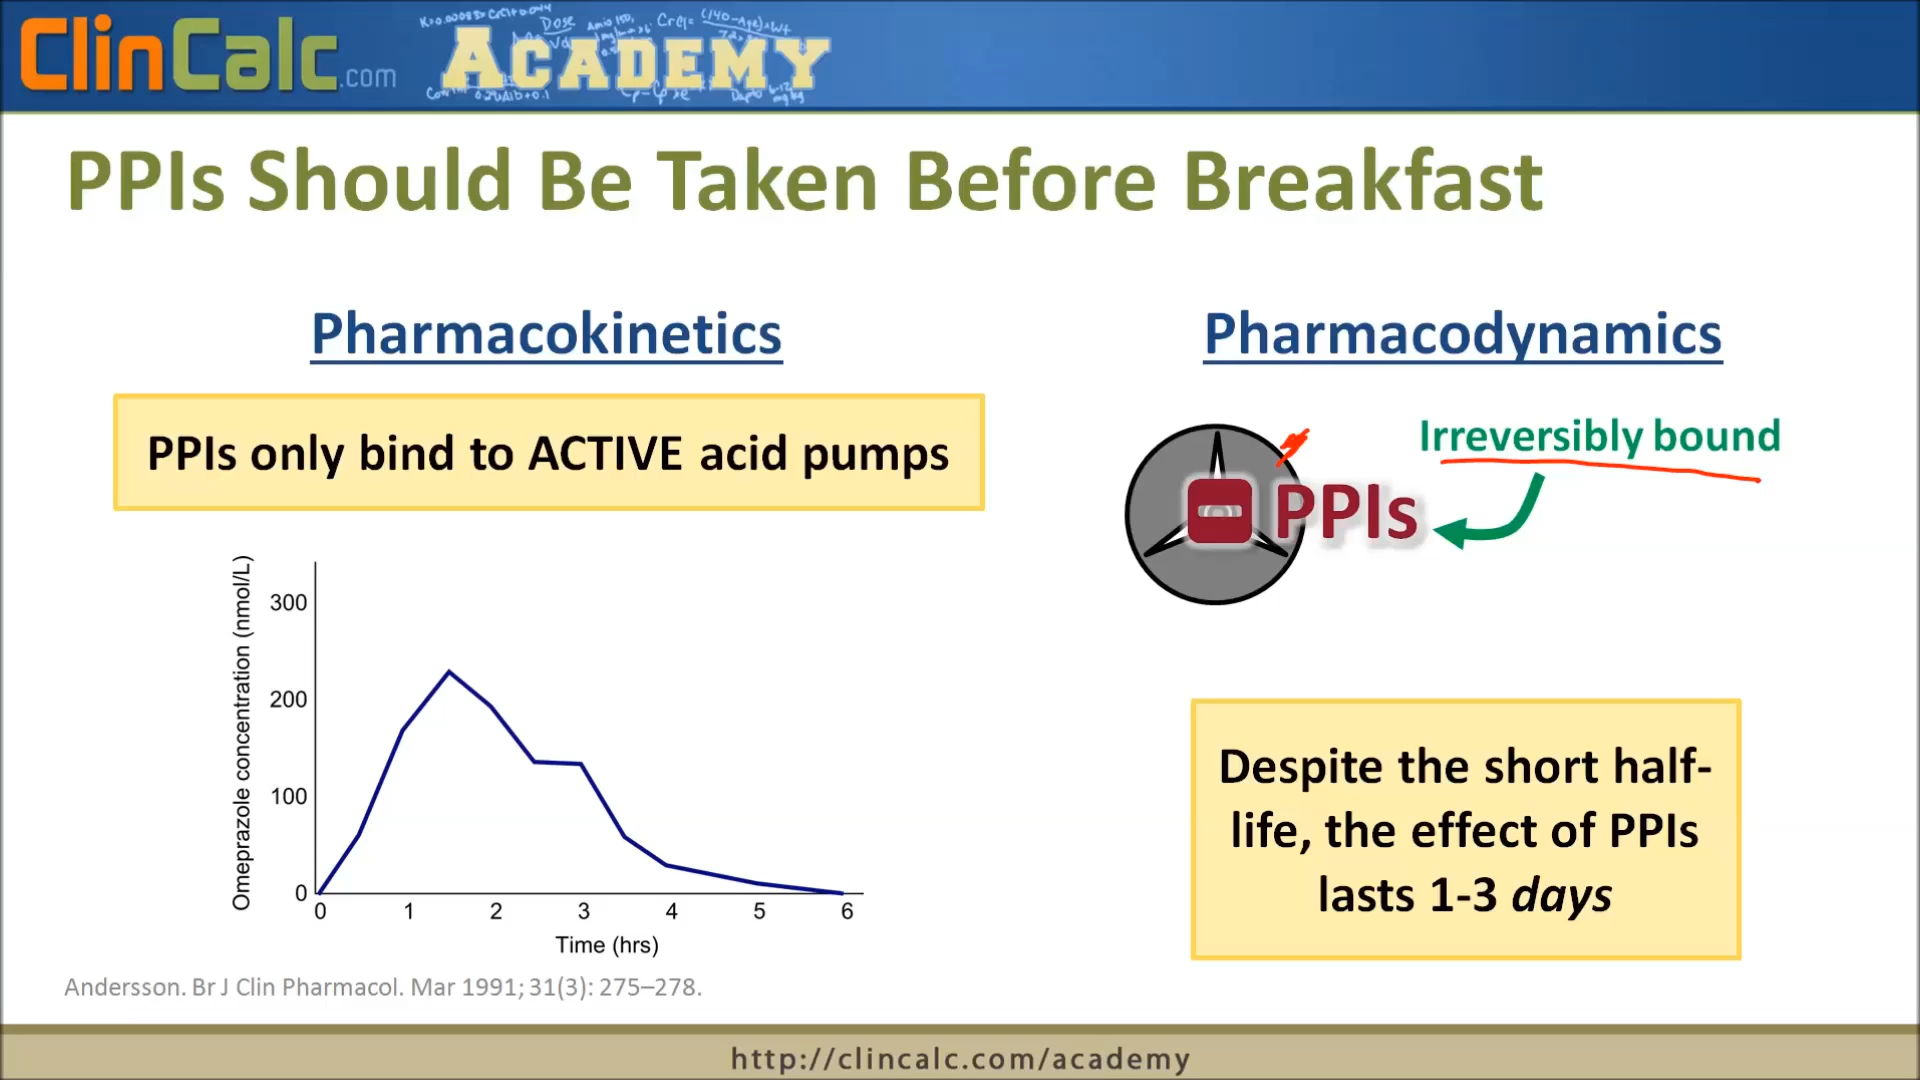 ClinCalc.com ACADEMY
PPIs Should Be Taken Before Breakfast
Pharmacokinetics
PPIs only bind to ACTIVE acid pumps
Omeprazole concentration (nmol/L)
300
200
100
0
0 1 2 3 4 5 6
Time (hrs)
Andersson. Br J Clin Pharmacol. Mar 1991; 31(3): 275–278.
Pharmacodynamics
Irreversibly bound
PPIs
Despite the short half-
life, the effect of PPIs
lasts 1-3 days
http://clincalc.com/academy